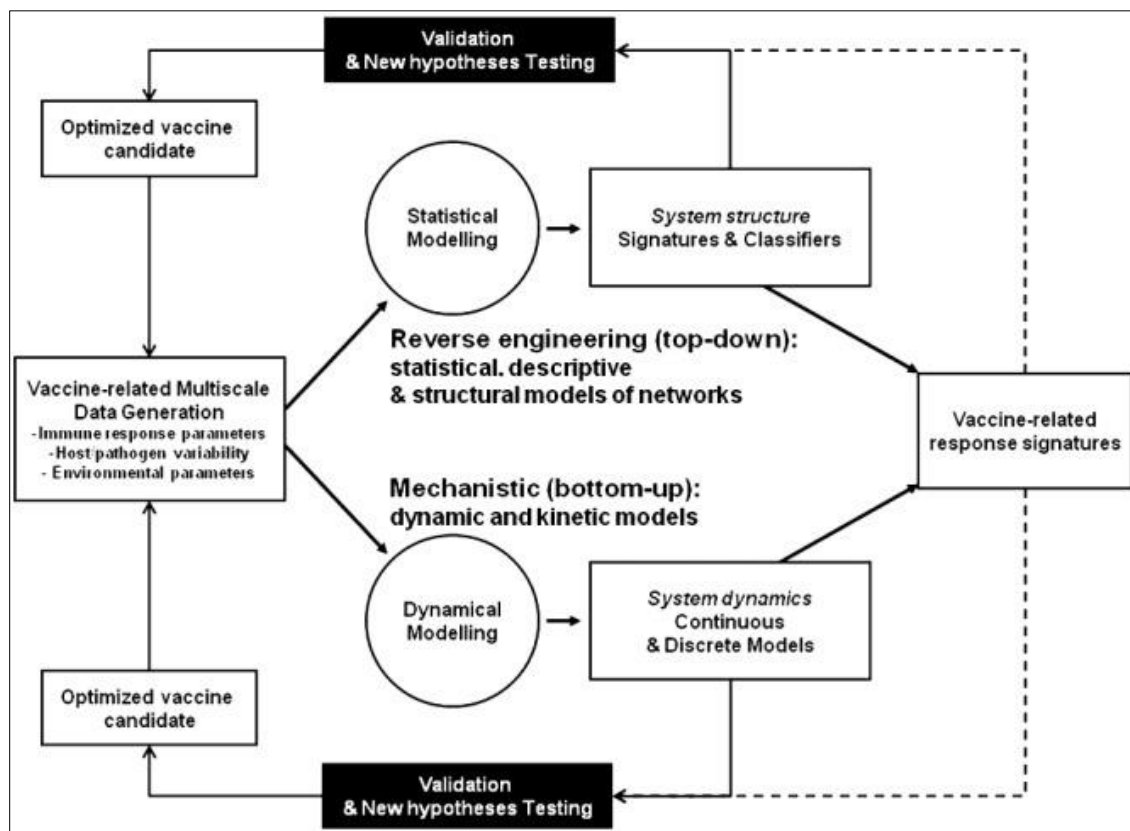 Validation
& New hypotheses Testing
Optimized vaccine
candidate
Statistical
Modelling
System structure
Signatures & Classifiers
Reverse engineering (top-down):
statistical, descriptive
& structural models of networks
Vaccine-related Multiscale
Data Generation
-Immune response parameters
-Host/pathogen variability
- Environmental parameters
Vaccine-related
response signatures
Mechanistic (bottom-up):
dynamic and kinetic models
Dynamical
Modelling
System dynamics
Continuous
& Discrete Models
Optimized vaccine
candidate
Validation
& New hypotheses Testing